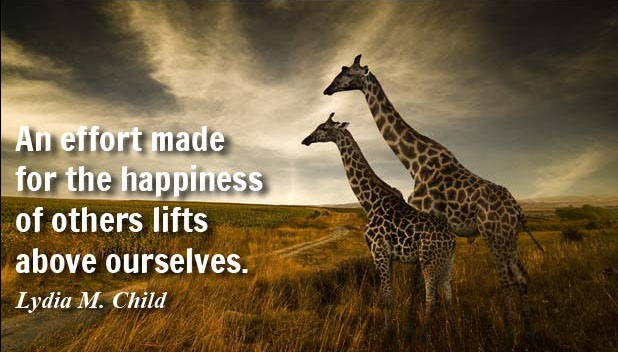 An effort made
for the happiness
of others lifts
above ourselves.
Lydia M. Child